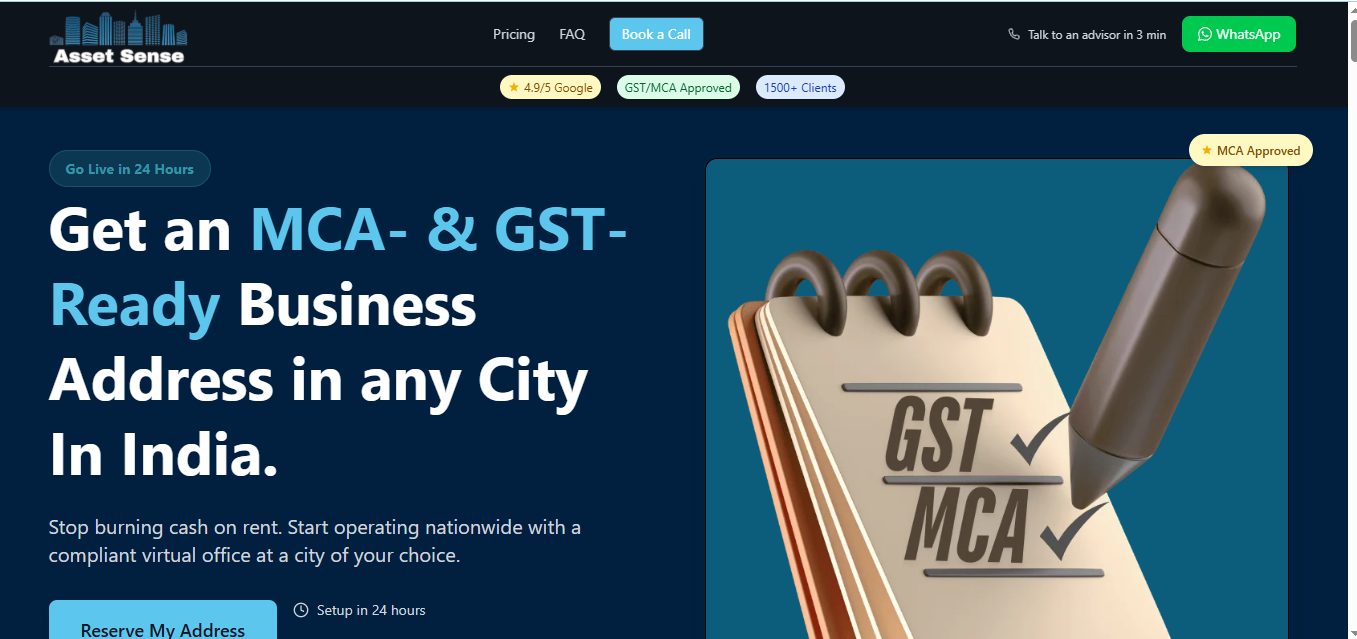 Asset Sense
Pricing
FAQ
Book a Call
Talk to an advisor in 3 min
WhatsApp
4.9/5 Google
GST/MCA Approved
1500+ Clients
Go Live in 24 Hours
Get an MCA- & GST-
Ready Business
Address in any City
In India.
Stop burning cash on rent. Start operating nationwide with a
compliant virtual office at a city of your choice.
Reserve My Address
Setup in 24 hours
MCA Approved
GST
MCA